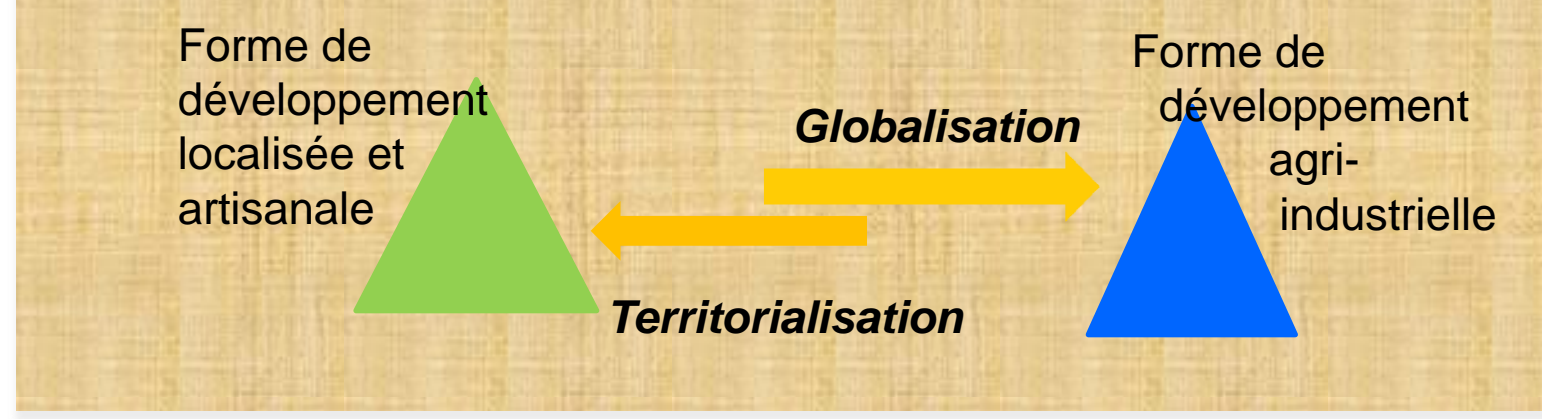 Forme de
développement
localisée et
artisanale
Globalisation
Territorialisation
Forme de
développement
agri-
industrielle